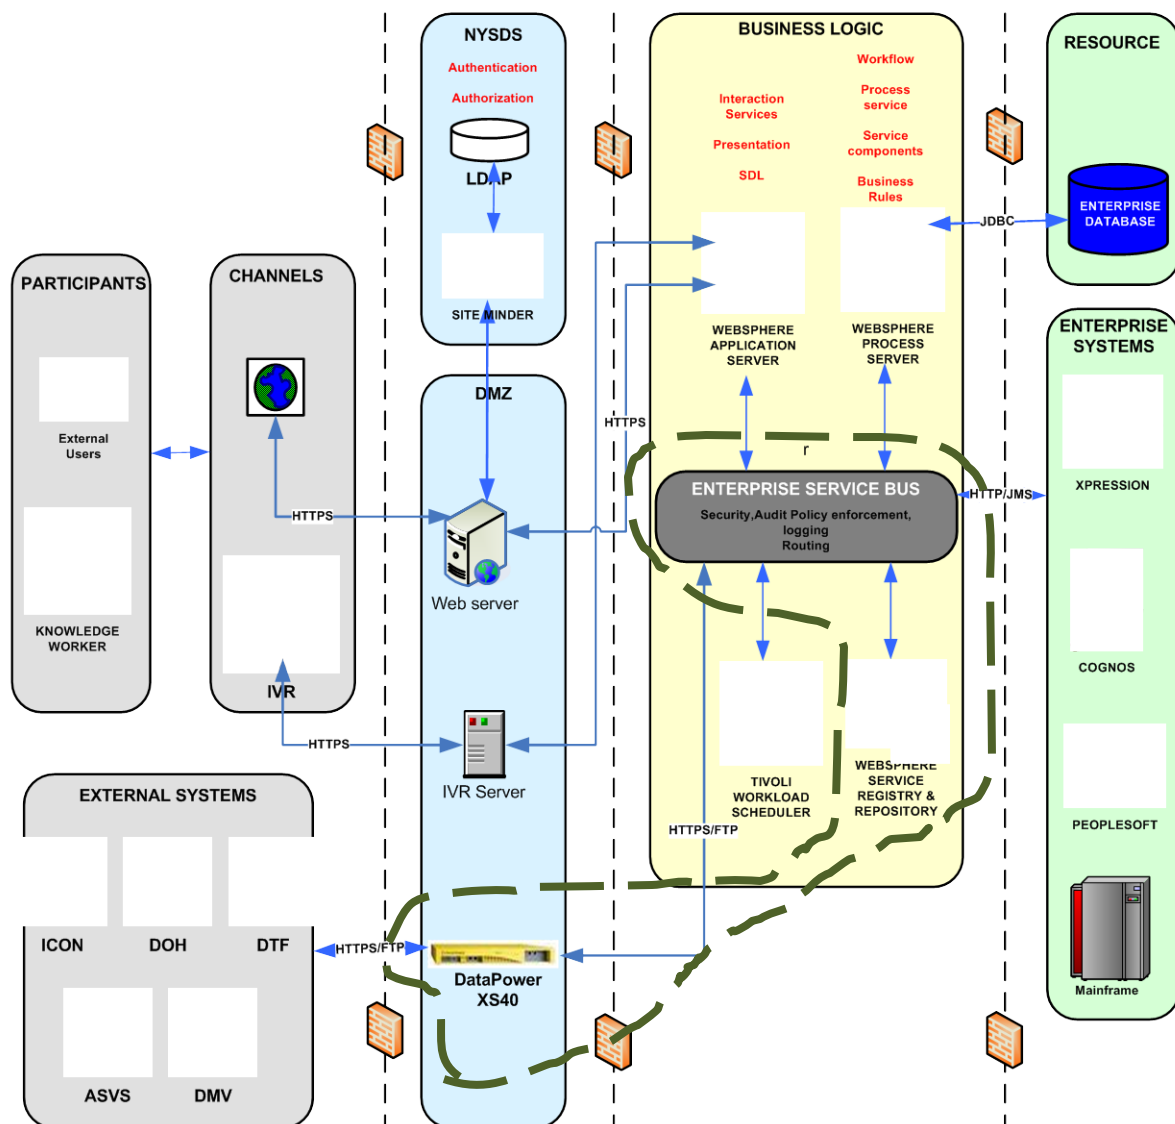 NYSDS
Authentication
Authorization
LDAP
SITE MINDER
BUSINESS LOGIC
Interaction
Services
Presentation
SDL
Workflow
Process
service
Service
components
Business
Rules
WEBSPHERE
APPLICATION
SERVER
WEBSPHERE
PROCESS
SERVER
RESOURCE
ENTERPRISE
DATABASE
JDBC
PARTICIPANTS
External
Users
KNOWLEDGE
WORKER
CHANNELS
IVR
HTTPS
HTTPS
HTTPS
DMZ
Web server
IVR Server
DataPower
XS40
r
ENTERPRISE SERVICE BUS
Security,Audit Policy enforcement,
logging
Routing
HTTP/JMS
TIVOLI
WORKLOAD
SCHEDULER
WEBSPHERE
SERVICE
REGISTRY &
REPOSITORY
HTTPS/FTP
HTTPS/FTP
ENTERPRISE
SYSTEMS
XPRESSION
COGNOS
PEOPLESOFT
Mainframe
EXTERNAL SYSTEMS
ICON
DOH
DTF
ASVS
DMV